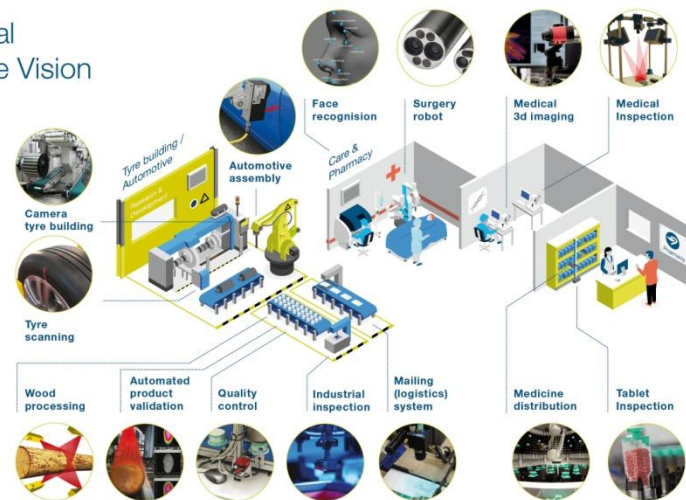 al
e Vision
Face
recognision
Surgery
robot
Medical
3d imaging
Medical
Inspection
Tyre building /
Automotive
Automotive
assembly
Care &
Pharmacy
Research &
Development
Camera
tyre building
Tyre
scanning
Pharmacy
Wood
processing
Automated
product
validation
Quality
control
Industrial
inspection
Mailing
(logistics)
system
Medicine
distribution
Tablet
Inspection